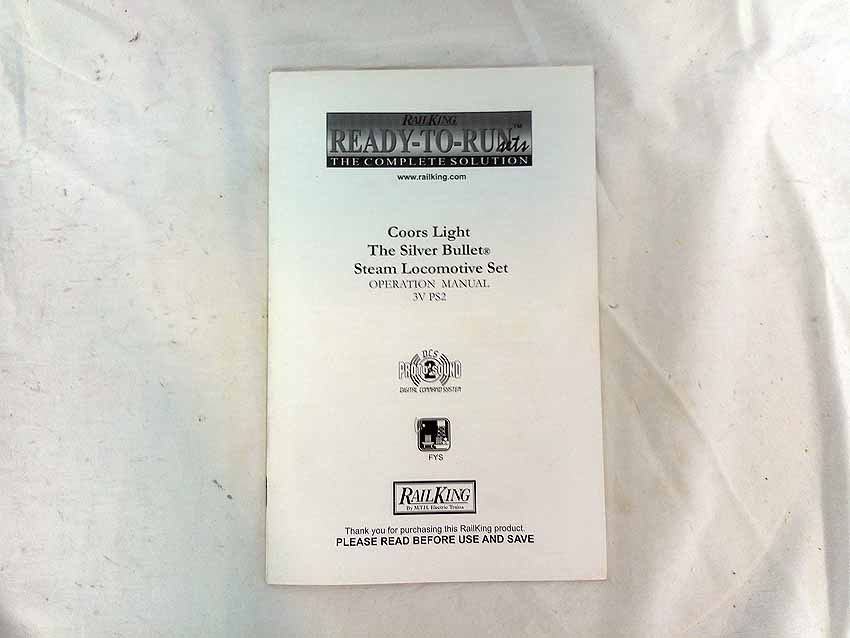 RAILKING
READY-TO-RUN™
sets
THE COMPLETE SOLUTION
www.railking.com
Coors Light
The Silver Bullet®
Steam Locomotive Set
OPERATION MANUAL
3V PS2
DCS
PROTO SOUND
2
DIGITAL COMMAND SYSTEM
FYS
RAILKING
By M.T.H. Electric Trains
Thank you for purchasing this RailKing product.
PLEASE READ BEFORE USE AND SAVE